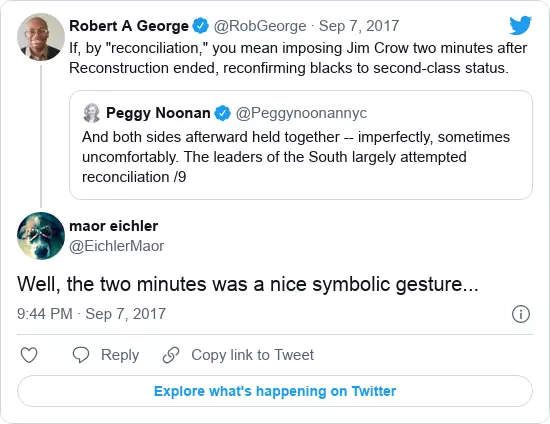 Robert A George @RobGeorge · Sep 7, 2017
If, by "reconciliation," you mean imposing Jim Crow two minutes after
Reconstruction ended, reconfirming blacks to second-class status.
Peggy Noonan @Peggynoonannyc
And both sides afterward held together -- imperfectly, sometimes
uncomfortably. The leaders of the South largely attempted
reconciliation /9
maor eichler
@EichlerMaor
Well, the two minutes was a nice symbolic gesture...
9:44 PM · Sep 7, 2017
Reply Copy link to Tweet
Explore what's happening on Twitter